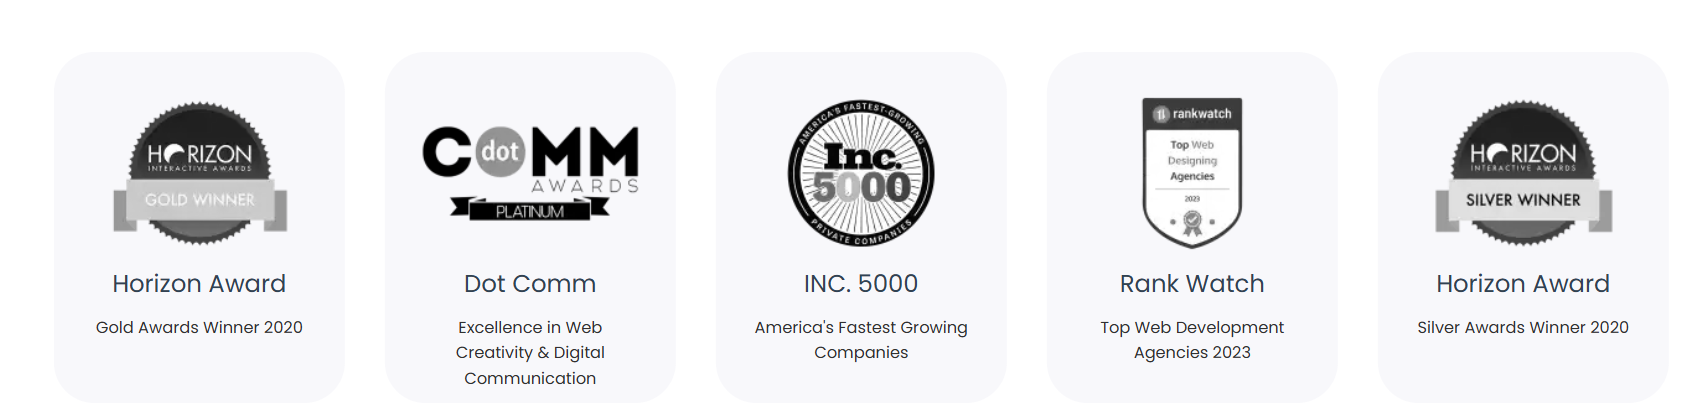 HORIZON
INTERACTIVE AWARDS
GOLD WINNER
Horizon Award
Gold Awards Winner 2020
COMM
dot
AWARDS
PLATINUM
Dot Comm
Excellence in Web
Creativity & Digital
Communication
AMERICA'S FASTEST-GROWING
Inc.
5000
PRIVATE COMPANIES
INC. 5000
America's Fastest Growing
Companies
rankwatch
Top Web
Designing
Agencies
2023
Rank Watch
Top Web Development
Agencies 2023
HORIZON
INTERACTIVE AWARDS
SILVER WINNER
Horizon Award
Silver Awards Winner 2020